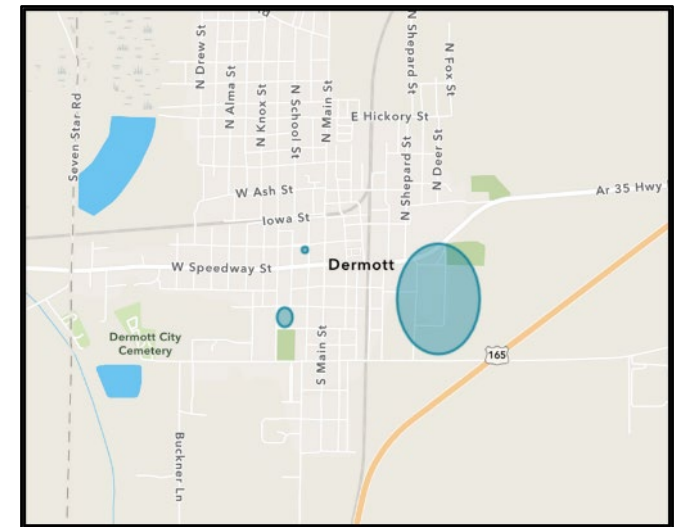 N Drew St
N Alma St
N Knox St
N School St
N Main St
N Shepard St
N Fox St
E Hickory St
Seven Star Rd
N Shepard St
N Deer St
W Ash St
Ar 35 Hwy
Iowa St
W Speedway St
Dermott
Dermott City
Cemetery
S Main St
165
Buckner Ln